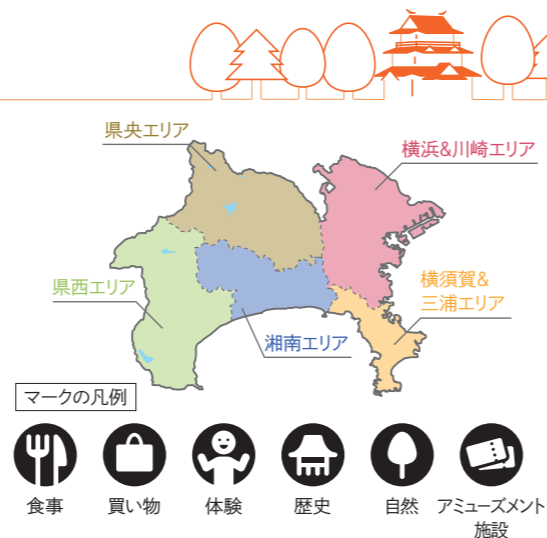 県央エリア
横浜&川崎エリア
県西エリア
横須賀&
三浦エリア
湘南エリア
マークの凡例
食事
買い物
体験
歴史
自然
アミューズメント
施設